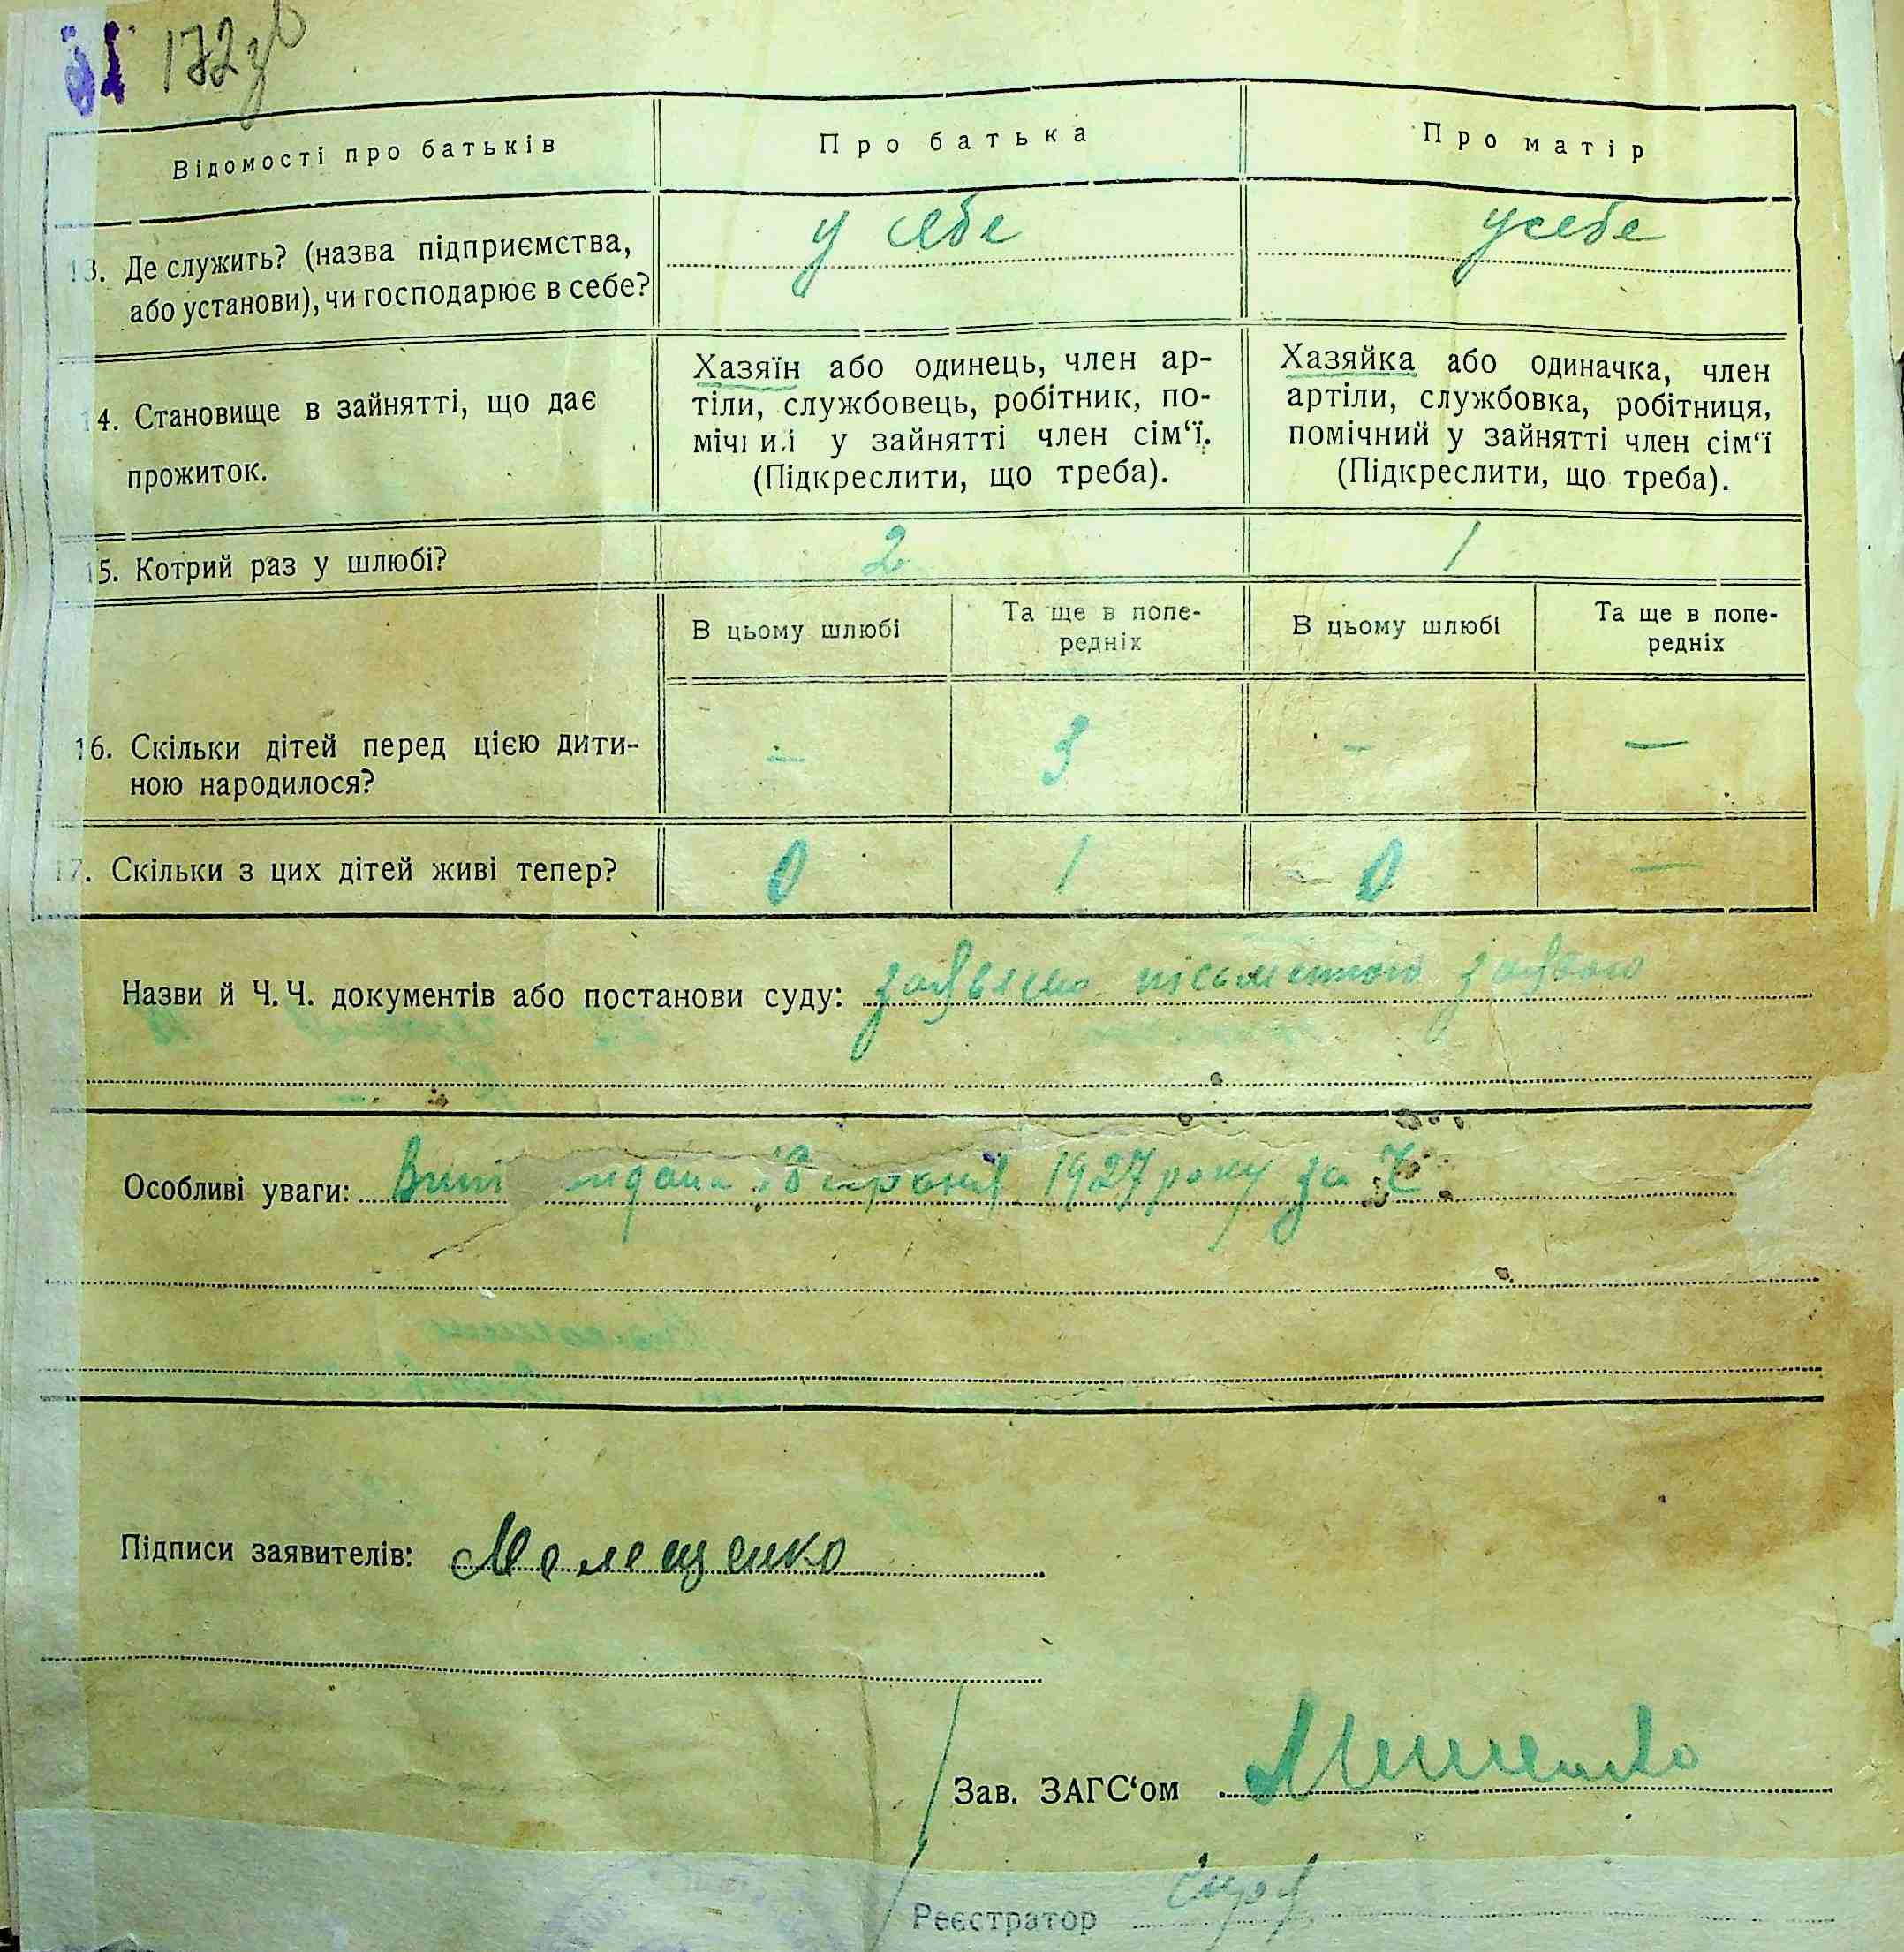 172зв
Відомості про батьків
Про батька
Про матір
13. Де служить? (назва підприємства,
або установи), чи господарює в себе?
у себе
усебе
14. Становище в зайнятті, що дає
прожиток.
Хазяїн або одинець, член ар-
тіли, службовець, робітник, по-
мічний у зайнятті член сім‘ї.
(Підкреслити, що треба).
Хазяйка або одиначка, член
артіли, службовка, робітниця,
помічний у зайнятті член сім‘ї
(Підкреслити, що треба).
15. Котрий раз у шлюбі?
2
1
В цьому шлюбі
Та ще в попе-
редніх
В цьому шлюбі
Та ще в попе-
редніх
16. Скільки дітей перед цією дити-
ною народилося?
—
3
—
—
17. Скільки з цих дітей живі тепер?
0
1
0
—
Назви й Ч. Ч. документів або постанови суду: заявлено пісьменною заявою
Особливі уваги: 1927 року за
Підписи заявителів:
Зав. ЗАГС‘ом
Реєстратор